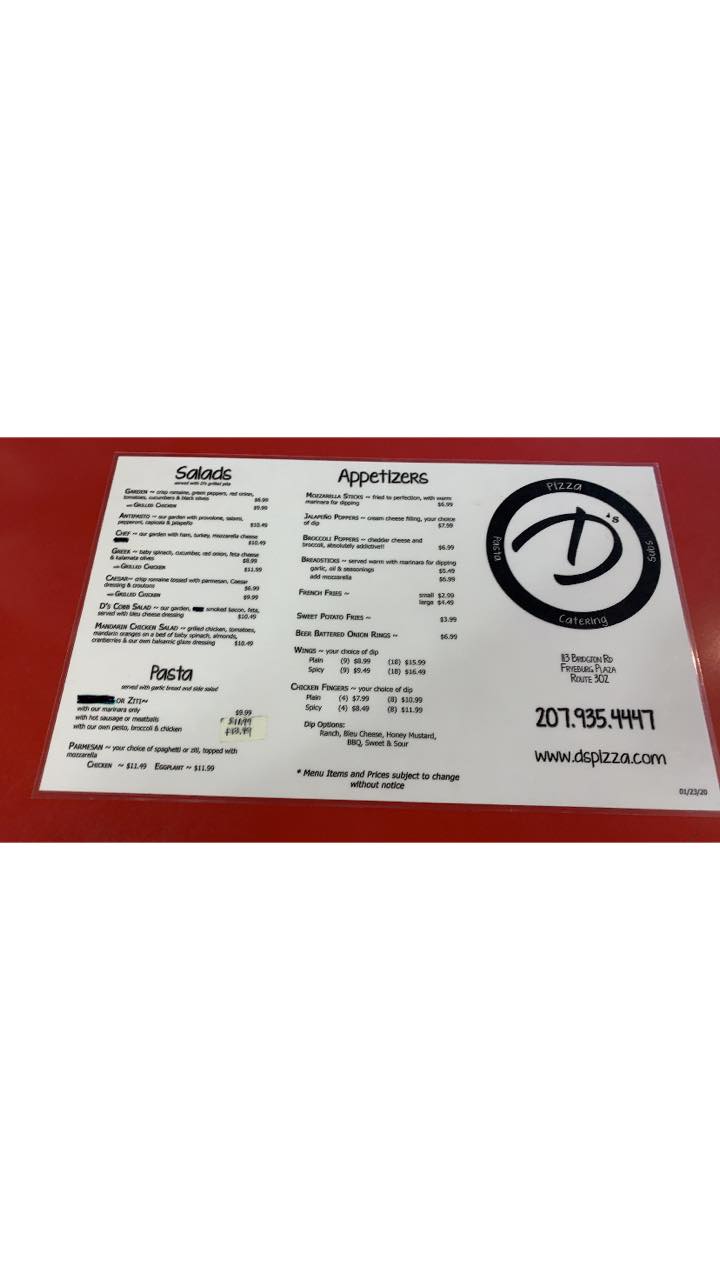 Salads
served with D's grilled pita
GARDEN ~ crisp romaine, green peppers, red onion,
tomatoes, cucumbers & black olives $6.99
with GRILLED CHICKEN $9.99
ANTIPASTO ~ our garden with provolone, salami,
pepperoni, capicola & jalapeño $10.49
CHEF ~ our garden with ham, turkey, mozzarella cheese
$10.49
GREEK ~ baby spinach, cucumber, red onion, feta cheese
& kalamata olives $8.99
with GRILLED CHICKEN $11.99
CAESAR~ crisp romaine tossed with parmesan, Caesar
dressing & croutons $6.99
with GRILLED CHICKEN $9.99
D'S COBB SALAD ~ our garden, smoked bacon, feta,
served with bleu cheese dressing $10.49
MANDARIN CHICKEN SALAD ~ grilled chicken, tomatoes,
mandarin oranges on a bed of baby spinach, almonds,
cranberries & our own balsamic glaze dressing $10.49
Pasta
served with garlic bread and side salad
OR ZITI~
with our marinara only $9.99
with hot sausage or meatballs $11.99
with our own pesto, broccoli & chicken $13.49
PARMESAN ~ your choice of spaghetti or ziti, topped with
mozzarella
CHICKEN ~ $11.49 EGGPLANT ~ $11.99
Appetizers
MOZZARELLA STICKS ~ fried to perfection, with warm
marinara for dipping $6.99
JALAPEÑO POPPERS ~ cream cheese filling, your choice
of dip $7.99
BROCCOLI POPPERS ~ cheddar cheese and
broccoli, absolutely addictive!! $6.99
BREADSTICKS ~ served warm with marinara for dipping
garlic, oil & seasonings $5.49
add mozzarella $6.99
FRENCH FRIES ~ small $2.99
large $4.49
SWEET POTATO FRIES ~ $3.99
BEER BATTERED ONION RINGS ~ $6.99
WINGS ~ your choice of dip
Plain (9) $8.99 (18) $15.99
Spicy (9) $9.49 (18) $16.49
CHICKEN FINGERS ~ your choice of dip
Plain (4) $7.99 (8) $10.99
Spicy (4) $8.49 (8) $11.99
Dip Options:
Ranch, Bleu Cheese, Honey Mustard,
BBQ, Sweet & Sour
* Menu Items and Prices subject to change
without notice
Pizza
Pasta
D's
Subs
Catering
113 BRIDGTON RD
FRYEBURG PLAZA
ROUTE 302
207.935.4447
www.dspizza.com
01/23/20